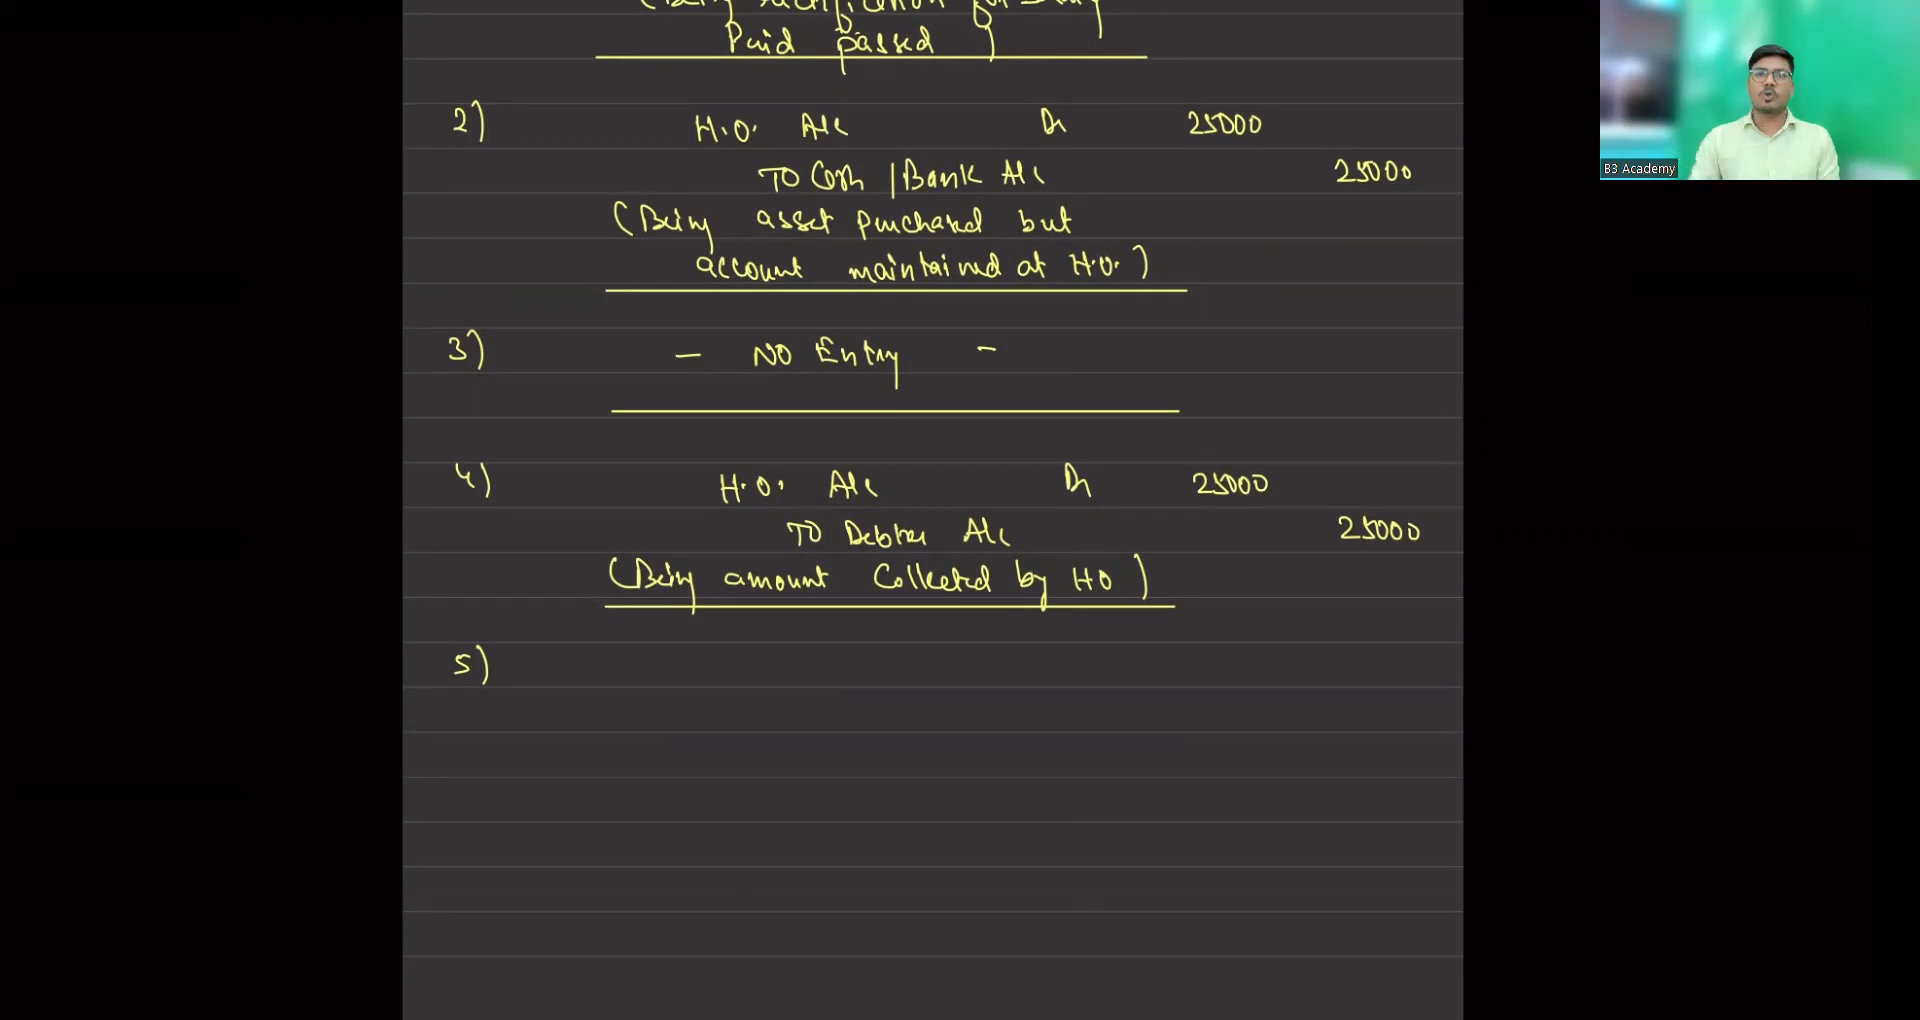 Paid passed )
2) H.O. A/c Dr 25000
TO Cash | Bank A/c 25000
(Being asset purchased but
account maintained at H.O.)
3) — NO Entry —
4) H.O. A/c Dr 25000
TO Debtor A/c 25000
(Being amount Collected by HO)
5)
B3 Academy